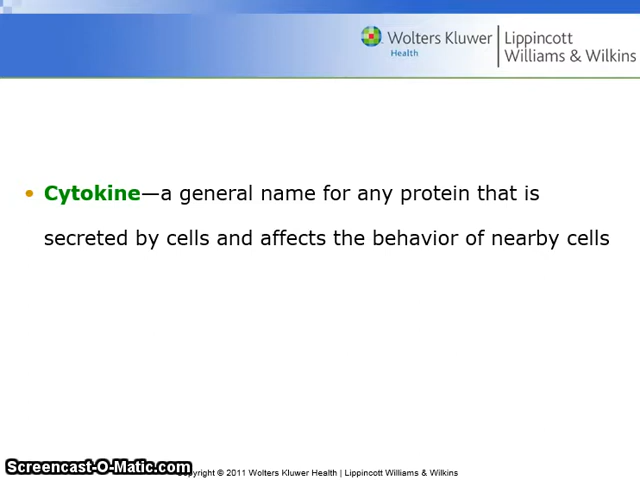 Wolters Kluwer
Health
Lippincott
Williams & Wilkins
• Cytokine—a general name for any protein that is
secreted by cells and affects the behavior of nearby cells
Screencast-O-Matic.com
opyright © 2011 Wolters Kluwer Health | Lippincott Williams & Wilkins